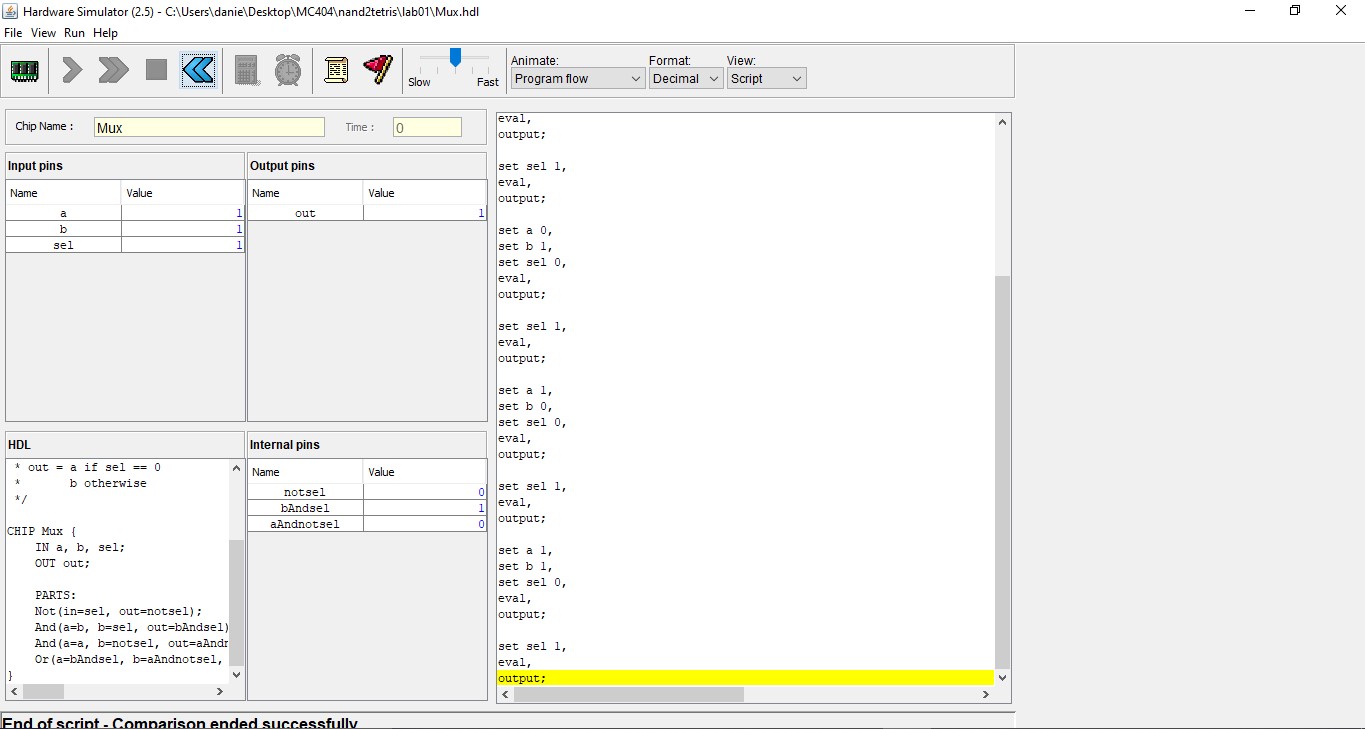 Hardware Simulator (2.5) - C:\Users\danie\Desktop\MC404\nand2tetris\lab01\Mux.hdl
File View Run Help
Slow Fast
Animate: Format: View:
Program flow Decimal Script
Chip Name : Mux Time : 0
Input pins
Name Value
a 1
b 1
sel 1
Output pins
Name Value
out 1
HDL
* out = a if sel == 0
* b otherwise
*/
CHIP Mux {
IN a, b, sel;
OUT out;
PARTS:
Not(in=sel, out=notsel);
And(a=b, b=sel, out=bAndsel)
And(a=a, b=notsel, out=aAndn
Or(a=bAndsel, b=aAndnotsel,
}
Internal pins
Name Value
notsel 0
bAndsel 1
aAndnotsel 0
eval,
output;
set sel 1,
eval,
output;
set a 0,
set b 1,
set sel 0,
eval,
output;
set sel 1,
eval,
output;
set a 1,
set b 0,
set sel 0,
eval,
output;
set sel 1,
eval,
output;
set a 1,
set b 1,
set sel 0,
eval,
output;
set sel 1,
eval,
output;
End of script - Comparison ended successfully